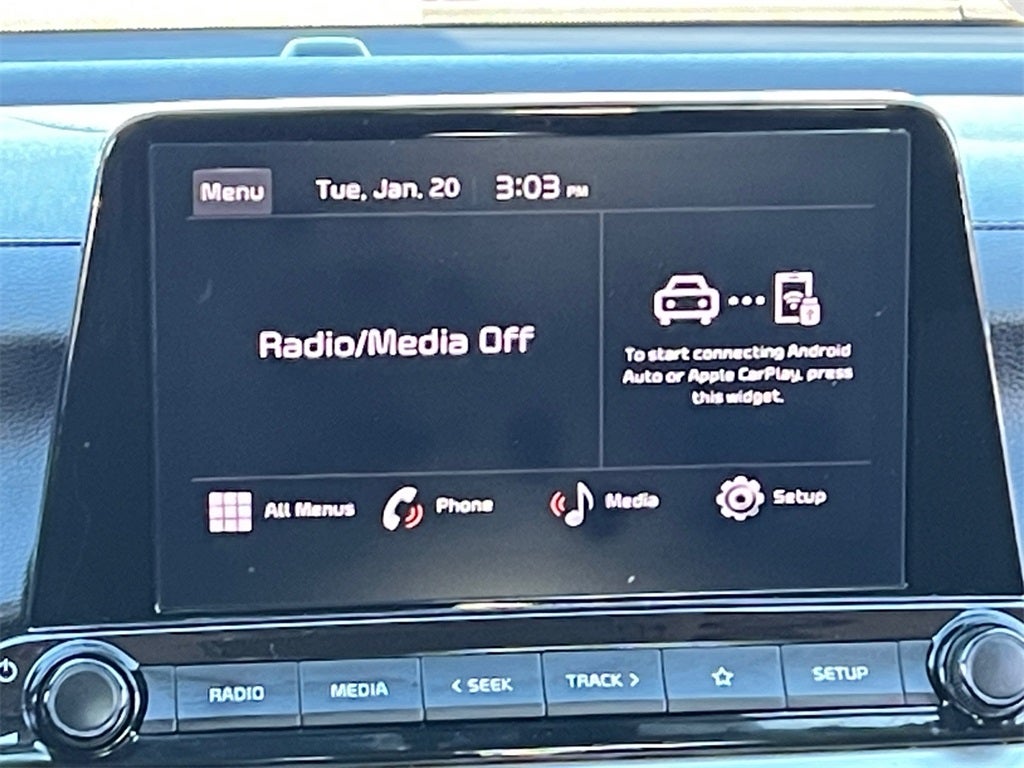 Menu Tue, Jan. 20 3:03 PM
Radio/Media Off
To start connecting Android
Auto or Apple CarPlay, press
this widget.
All Menus Phone Media Setup
RADIO MEDIA < SEEK TRACK > SETUP